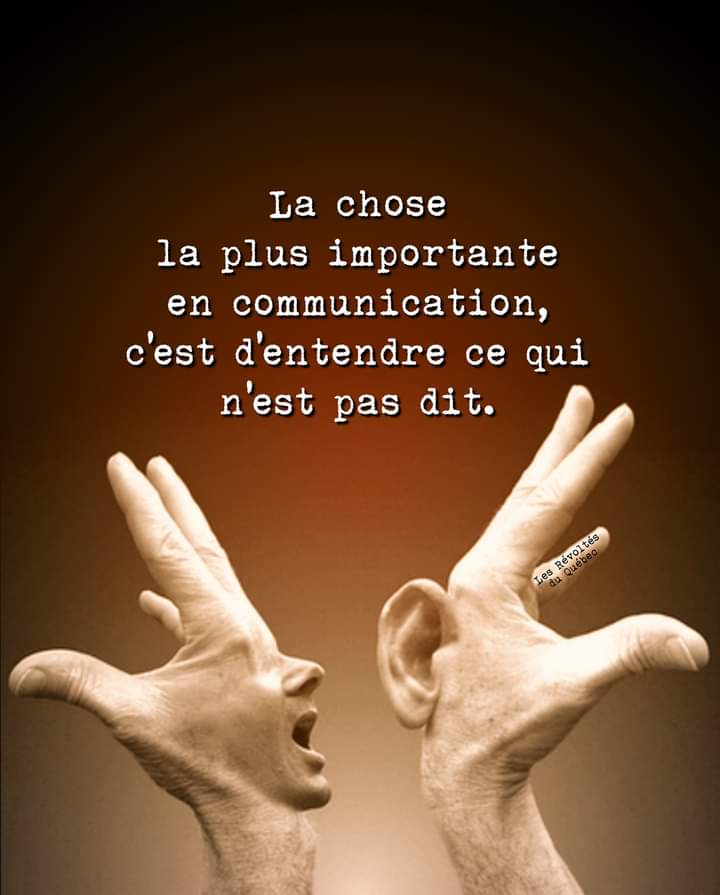 La chose
la plus importante
en communication,
c'est d'entendre ce qui
n'est pas dit.
Les Révoltés
du Québec